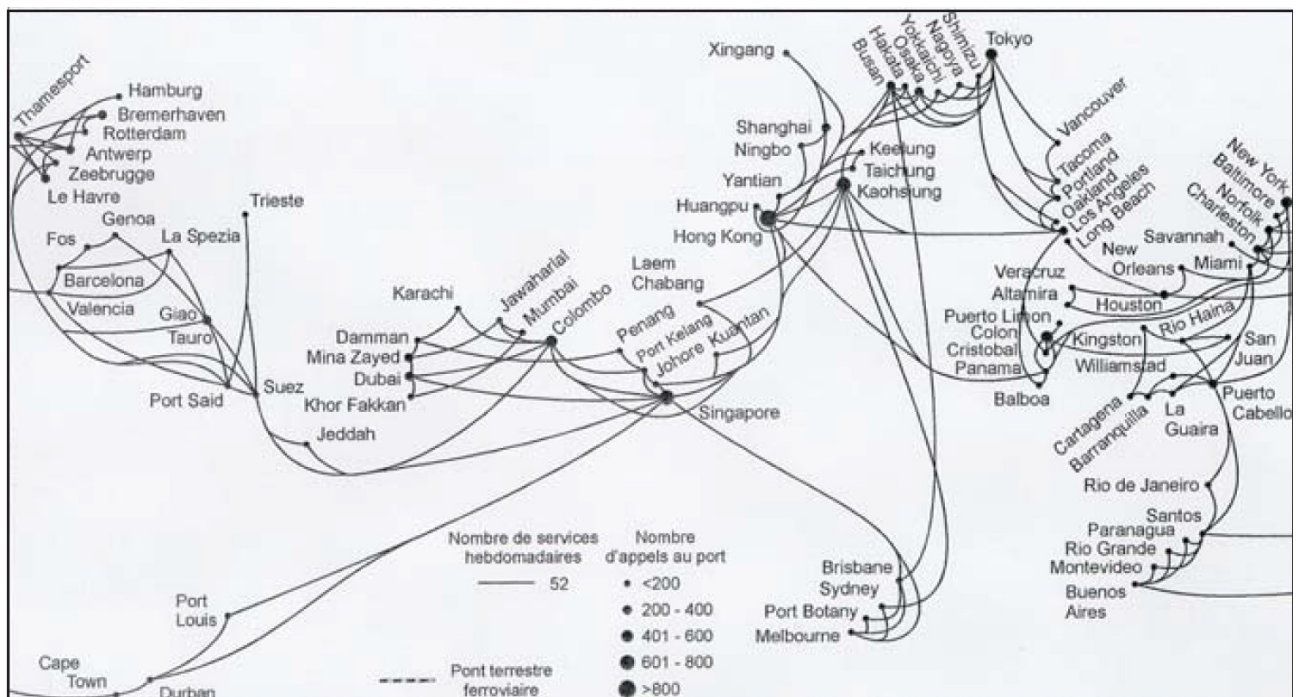 Thamesport
Hamburg
Bremerhaven
Rotterdam
Antwerp
Zeebrugge
Le Havre
Trieste
Genoa
Fos
La Spezia
Barcelona
Valencia
Giao
Tauro
Port Said
Suez
Jeddah
Karachi
Jawaharlal
Mumbai
Colombo
Damman
Mina Zayed
Dubai
Khor Fakkan
Penang
Port Kelang
Johore
Kuantan
Singapore
Laem
Chabang
Xingang
Shanghai
Ningbo
Yantian
Huangpu
Hong Kong
Keelung
Taichung
Kaohsiung
Busan
Hakata
Osaka
Yokkaichi
Nagoya
Shimizu
Tokyo
Vancouver
Tacoma
Portland
Oakland
Los Angeles
Long Beach
New York
Baltimore
Norfolk
Charleston
Savannah
Miami
New
Orleans
Houston
Veracruz
Altamira
Puerto Limon
Colon
Cristobal
Panama
Balboa
Kingston
Rio Haina
San
Juan
Williamstad
Cartagena
Barranquilla
La
Guaira
Puerto
Cabello
Rio de Janeiro
Santos
Paranagua
Rio Grande
Montevideo
Buenos
Aires
Brisbane
Sydney
Port Botany
Melbourne
Port
Louis
Cape
Town
Durban
Nombre de services
hebdomadaires
52
Pont terrestre
ferroviaire
Nombre
d'appels au port
<200
200 - 400
401 - 600
601 - 800
>800